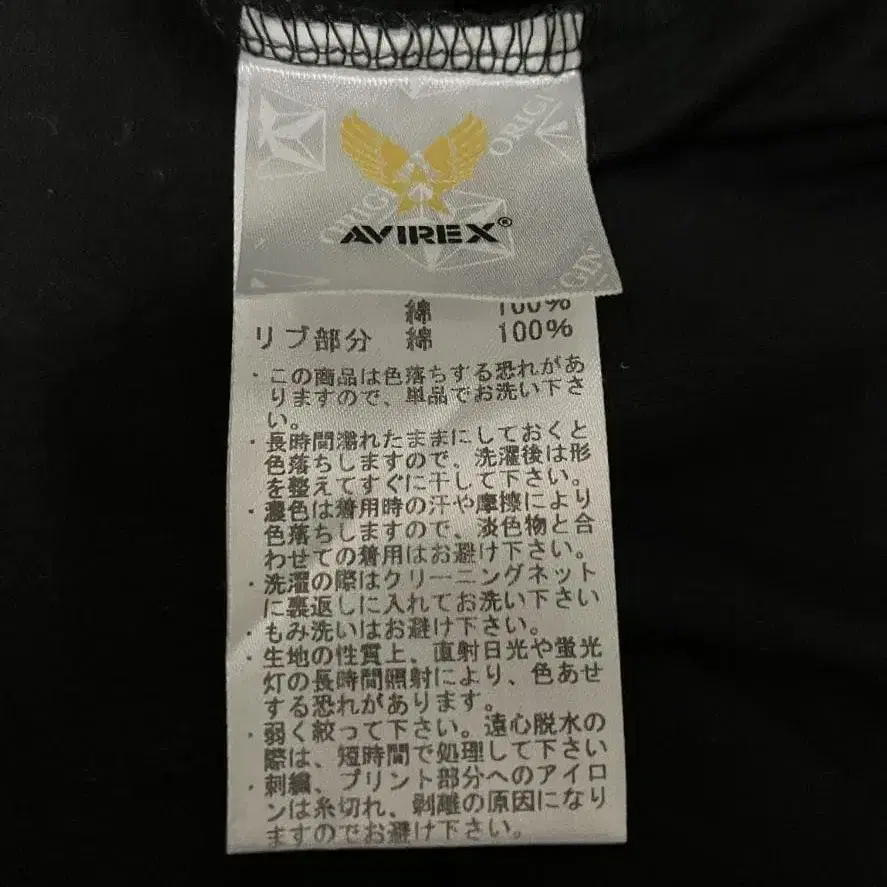 ORIGIN
ORIGIN
AVIREX®
GIN
綿 100%
リブ部分 綿 100%
・この商品は色落ちする恐れがあ
りますので、単品でお洗い下さ
い。
・長時間濡れたままにしておくと
色落ちしますので、洗濯後は形
を整えてすぐに干して下さい。
・濃色は着用時の汗や摩擦により
色落ちしますので、淡色物と合
わせての着用はお避け下さい。
・洗濯の際はクリーニングネット
に裏返しに入れてお洗い下さい
・もみ洗いはお避け下さい。
・生地の性質上、直射日光や蛍光
灯の長時間照射により、色あせ
する恐れがあります。
・弱く絞って下さい。遠心脱水の
際は、短時間で処理して下さい
・刺繍、プリント部分へのアイロ
ンは糸切れ、剥離の原因になり
ますのでお避け下さい。